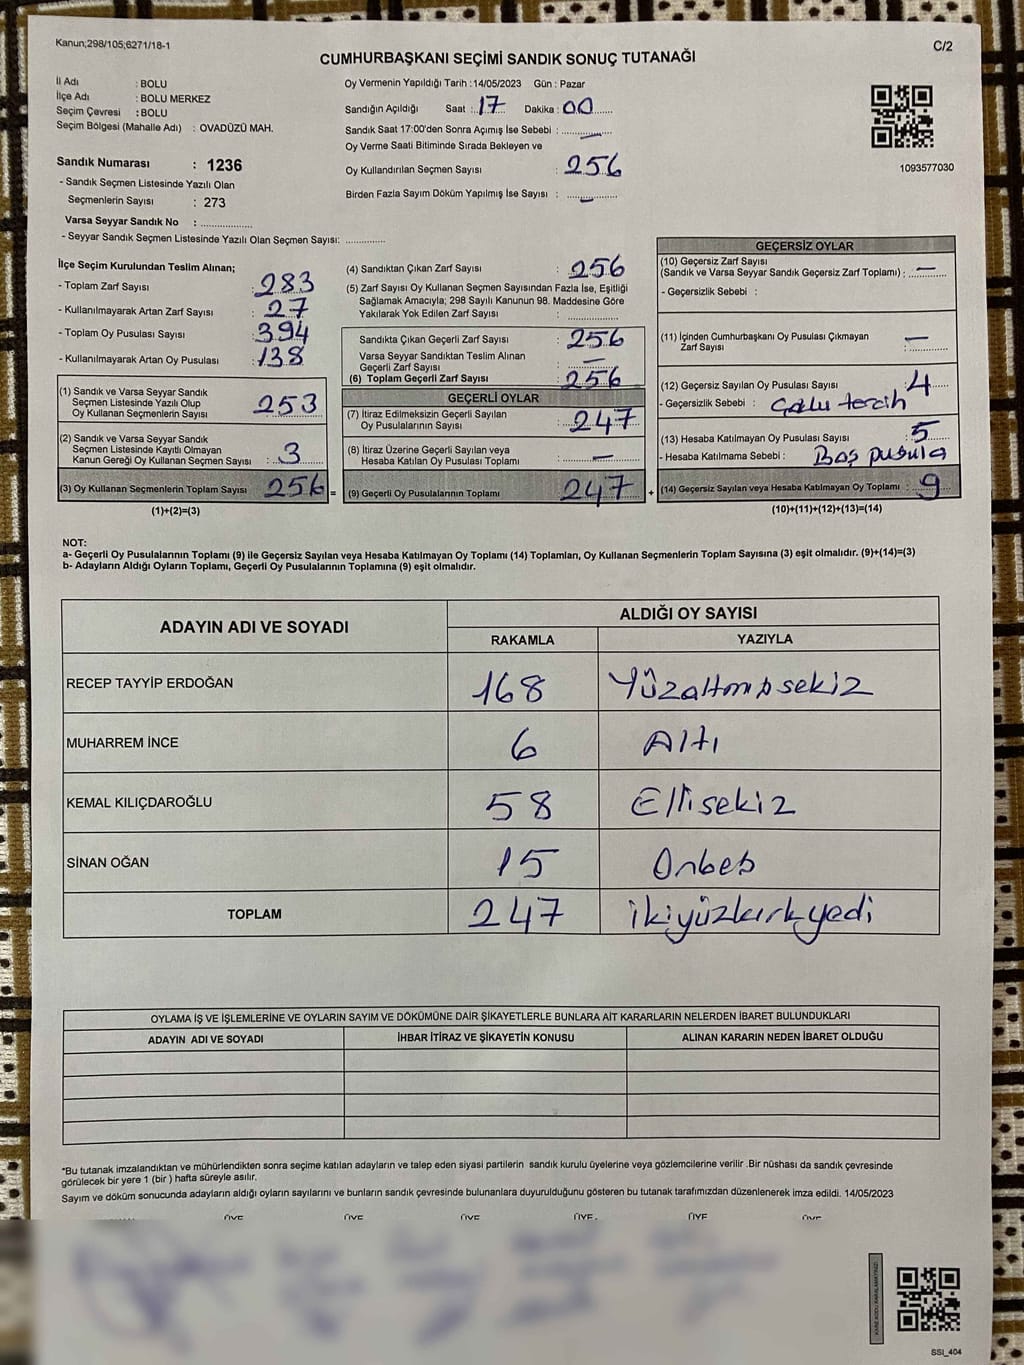 Kanun;298/105;6271/18-1
C/2
CUMHURBAŞKANI SEÇİMİ SANDIK SONUÇ TUTANAĞI
İl Adı : BOLU
İlçe Adı : BOLU MERKEZ
Seçim Çevresi : BOLU
Seçim Bölgesi (Mahalle Adı) : OVADÜZÜ MAH.
Sandık Numarası : 1236
- Sandık Seçmen Listesinde Yazılı Olan
Seçmenlerin Sayısı : 273
Varsa Seyyar Sandık No : ...................
- Seyyar Sandık Seçmen Listesinde Yazılı Olan Seçmen Sayısı: ..............
Oy Vermenin Yapıldığı Tarih : 14/05/2023 Gün : Pazar
Sandığın Açıldığı Saat : 17 Dakika : 00
Sandık Saat 17:00'den Sonra Açımış İse Sebebi : —
Oy Verme Saati Bitiminde Sırada Bekleyen ve
Oy Kullandırılan Seçmen Sayısı : 256
Birden Fazla Sayım Döküm Yapılmış İse Sayısı : —
1093577030
İlçe Seçim Kurulundan Teslim Alınan;
- Toplam Zarf Sayısı : 283
- Kullanılmayarak Artan Zarf Sayısı : 27
- Toplam Oy Pusulası Sayısı : 394
- Kullanılmayarak Artan Oy Pusulası : 138
(1) Sandık ve Varsa Seyyar Sandık
Seçmen Listesinde Yazılı Olup
Oy Kullanan Seçmenlerin Sayısı : 253
(2) Sandık ve Varsa Seyyar Sandık
Seçmen Listesinde Kayıtlı Olmayan
Kanun Gereği Oy Kullanan Seçmen Sayısı : 3
(3) Oy Kullanan Seçmenlerin Toplam Sayısı 256 =
(1)+(2)=(3)
(4) Sandıktan Çıkan Zarf Sayısı : 256
(5) Zarf Sayısı Oy Kullanan Seçmen Sayısından Fazla İse, Eşitliği
Sağlamak Amacıyla; 298 Sayılı Kanunun 98. Maddesine Göre
Yakılarak Yok Edilen Zarf Sayısı : ...............
Sandıkta Çıkan Geçerli Zarf Sayısı : 256
Varsa Seyyar Sandıktan Teslim Alınan
Geçerli Zarf Sayısı : —
(6) Toplam Geçerli Zarf Sayısı : 256
GEÇERLİ OYLAR
(7) İtiraz Edilmeksizin Geçerli Sayılan
Oy Pusulalarının Sayısı : 247
(8) İtiraz Üzerine Geçerli Sayılan veya
Hesaba Katılan Oy Pusulası Toplamı : —
(9) Geçerli Oy Pusulalarının Toplamı : 247 +
GEÇERSİZ OYLAR
(10) Geçersiz Zarf Sayısı
(Sandık ve Varsa Seyyar Sandık Geçersiz Zarf Toplamı) : —
- Geçersizlik Sebebi :
(11) İçinden Cumhurbaşkanı Oy Pusulası Çıkmayan
Zarf Sayısı : —
(12) Geçersiz Sayılan Oy Pusulası Sayısı : 4
- Geçersizlik Sebebi : Çoklu tercih
(13) Hesaba Katılmayan Oy Pusulası Sayısı : 5
- Hesaba Katılmama Sebebi : Boş pusula
(14) Geçersiz Sayılan veya Hesaba Katılmayan Oy Toplamı : 9
(10)+(11)+(12)+(13)=(14)
NOT:
a- Geçerli Oy Pusulalarının Toplamı (9) ile Geçersiz Sayılan veya Hesaba Katılmayan Oy Toplamı (14) Toplamları, Oy Kullanan Seçmenlerin Toplam Sayısına (3) eşit olmalıdır. (9)+(14)=(3)
b- Adayların Aldığı Oyların Toplamı, Geçerli Oy Pusulalarının Toplamına (9) eşit olmalıdır.
ADAYIN ADI VE SOYADI
ALDIĞI OY SAYISI
RAKAMLA YAZIYLA
RECEP TAYYİP ERDOĞAN 168 Yüzaltmışsekiz
MUHARREM İNCE 6 Altı
KEMAL KILIÇDAROĞLU 58 Ellisekiz
SİNAN OĞAN 15 Onbeş
TOPLAM 247 ikiyüzkırkyedi
OYLAMA İŞ VE İŞLEMLERİNE VE OYLARIN SAYIM VE DÖKÜMÜNE DAİR ŞİKAYETLERLE BUNLARA AİT KARARLARIN NELERDEN İBARET BULUNDUKLARI
ADAYIN ADI VE SOYADI İHBAR İTİRAZ VE ŞİKAYETİN KONUSU ALINAN KARARIN NEDEN İBARET OLDUĞU
*Bu tutanak imzalandıktan ve mühürlendikten sonra seçime katılan adayların ve talep eden siyasi partilerin sandık kurulu üyelerine veya gözlemcilerine verilir .Bir nüshası da sandık çevresinde
görülecek bir yere 1 (bir ) hafta süreyle asılır.
Sayım ve döküm sonucunda adayların aldığı oyların sayılarını ve bunların sandık çevresinde bulunanlara duyurulduğunu gösteren bu tutanak tarafımızdan düzenlenerek imza edildi. 14/05/2023
ÜYE ÜYE ÜYE ÜYE ÜYE ÜYE
SSI_404